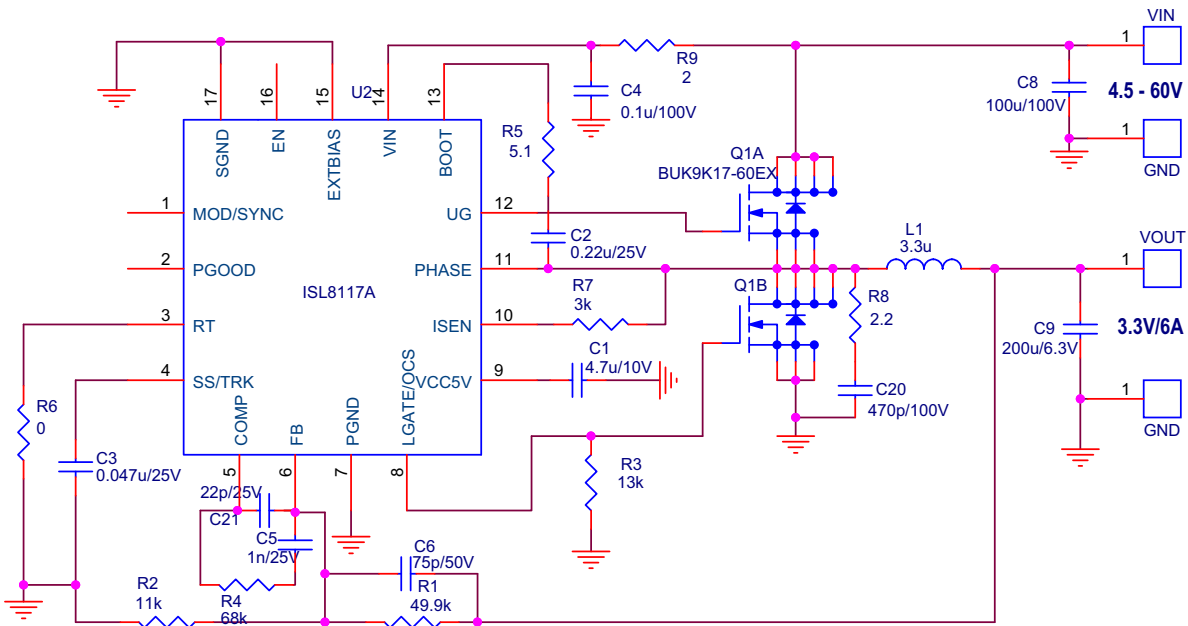 VIN
1
4.5 - 60V
1
GND
C8
100u/100V
R9
2
C4
0.1u/100V
17
16
15
U2
14
13
SGND
EN
EXTBIAS
VIN
BOOT
R5
5.1
Q1A
BUK9K17-60EX
1
MOD/SYNC
UG
12
C2
0.22u/25V
2
PGOOD
PHASE
11
L1
3.3u
VOUT
1
ISL8117A
R7
3k
Q1B
R8
2.2
3
RT
ISEN
10
C9
200u/6.3V
3.3V/6A
4
SS/TRK
VCC5V
9
C1
4.7u/10V
C20
470p/100V
1
GND
R6
0
COMP
FB
PGND
LGATE/OCS
C3
0.047u/25V
5
6
7
8
R3
13k
22p/25V
C21
C5
1n/25V
C6
75p/50V
R2
11k
R4
68k
R1
49.9k